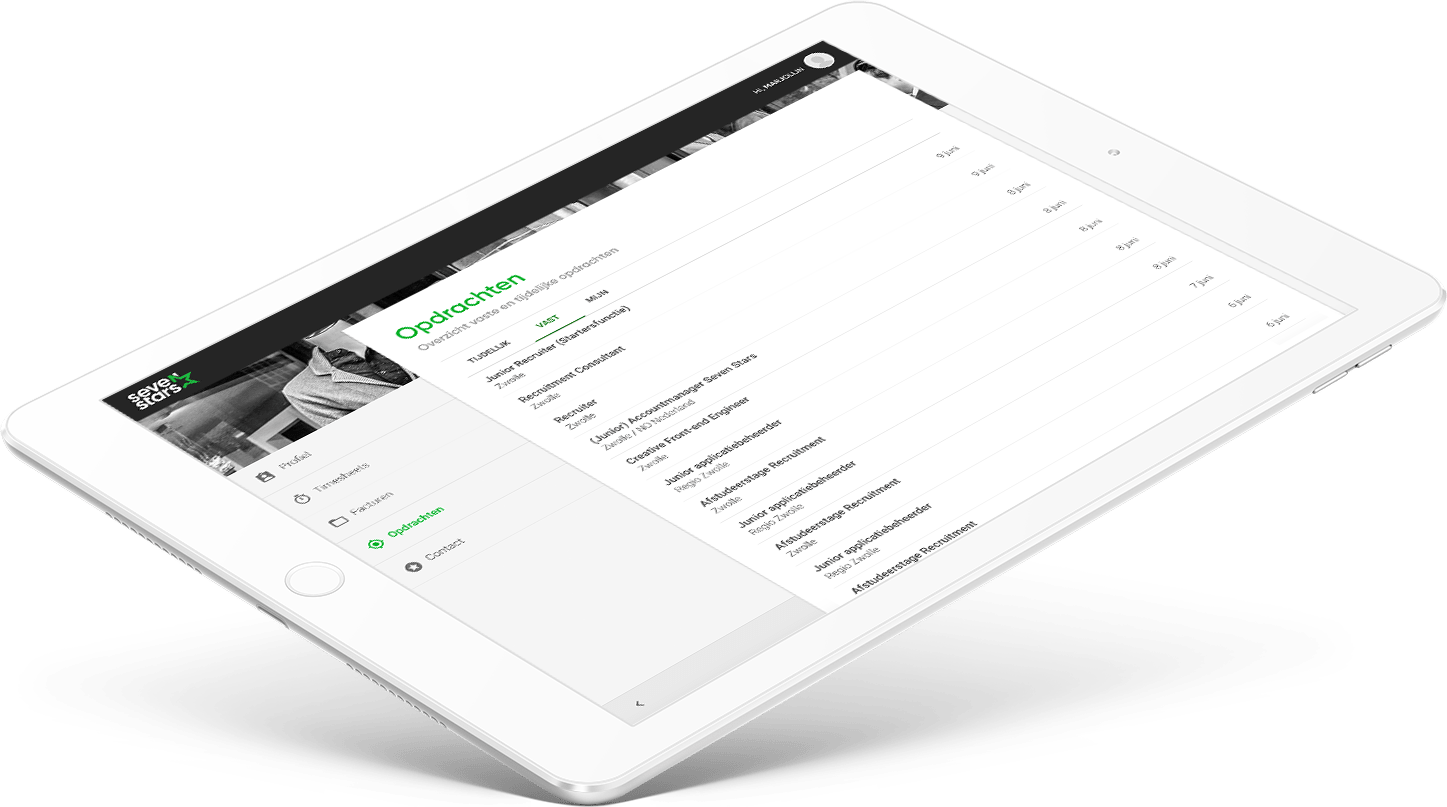 HI, MARJOLIJN
seven
stars
Profiel
Timesheets
Facturen
Opdrachten
Contact
Opdrachten
Overzicht vaste en tijdelijke opdrachten
TIJDELIJK VAST MIJN
Junior Recruiter (Startersfunctie) 9 juni
Zwolle
Recruitment Consultant 9 juni
Zwolle
Recruiter 8 juni
Zwolle
(Junior) Accountmanager Seven Stars 8 juni
Zwolle / NO Nederland
Creative Front-end Engineer 8 juni
Zwolle
Junior applicatiebeheerder 8 juni
Regio Zwolle
Afstudeerstage Recruitment 8 juni
Zwolle
Junior applicatiebeheerder 7 juni
Regio Zwolle
Afstudeerstage Recruitment 6 juni
Zwolle
Junior applicatiebeheerder 6 juni
Regio Zwolle
Afstudeerstage Recruitment